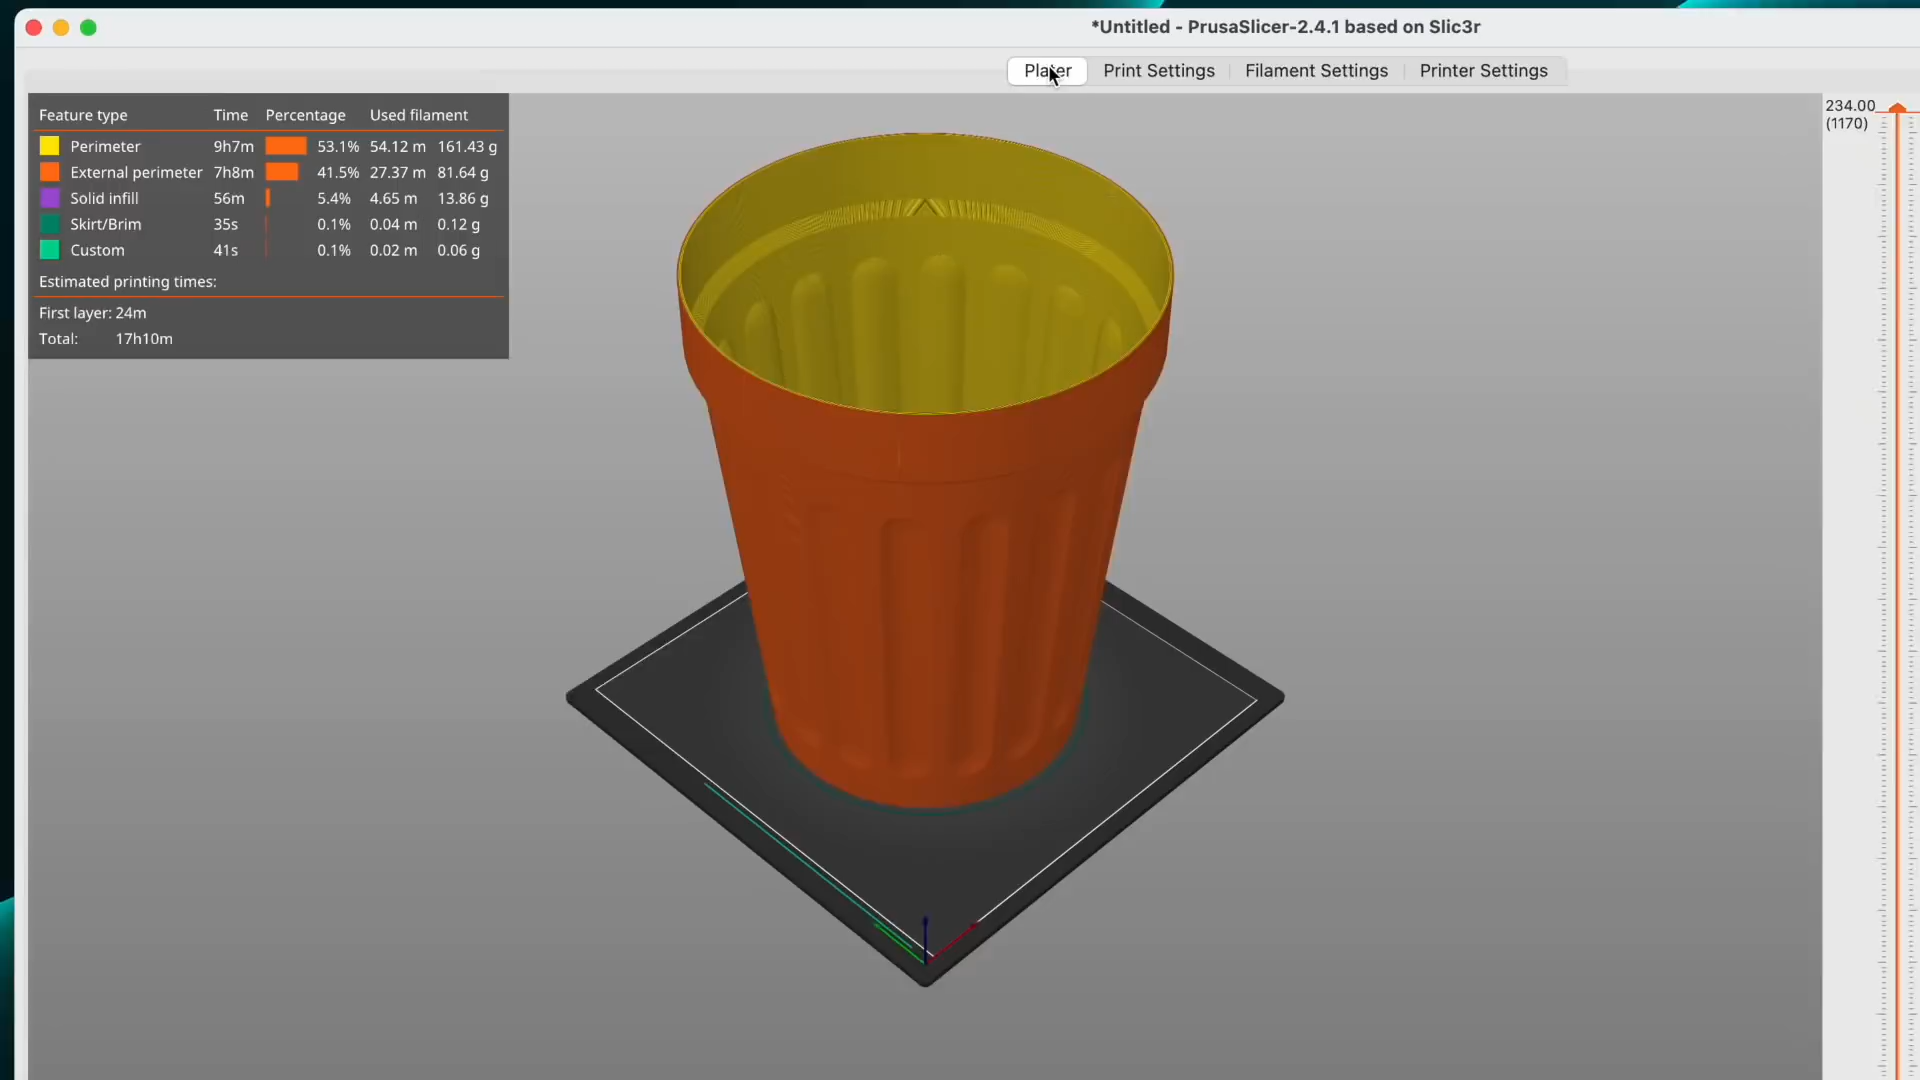 *Untitled - PrusaSlicer-2.4.1 based on Slic3r
Plater Print Settings Filament Settings Printer Settings
Feature type Time Percentage Used filament
Perimeter 9h7m 53.1% 54.12 m 161.43 g
External perimeter 7h8m 41.5% 27.37 m 81.64 g
Solid infill 56m 5.4% 4.65 m 13.86 g
Skirt/Brim 35s 0.1% 0.04 m 0.12 g
Custom 41s 0.1% 0.02 m 0.06 g
Estimated printing times:
First layer: 24m
Total: 17h10m
234.00
(1170)